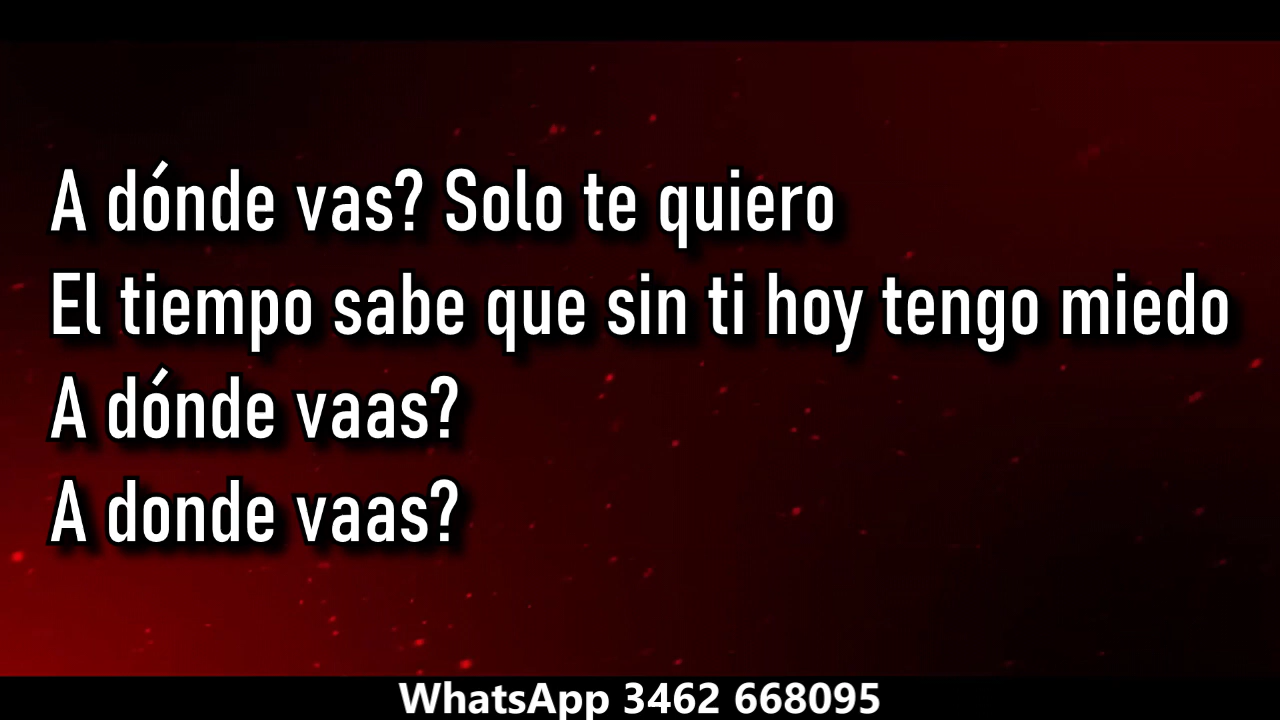 A dónde vas? Solo te quiero
El tiempo sabe que sin ti hoy tengo miedo
A dónde vaas?
A donde vaas?
WhatsApp 3462 668095